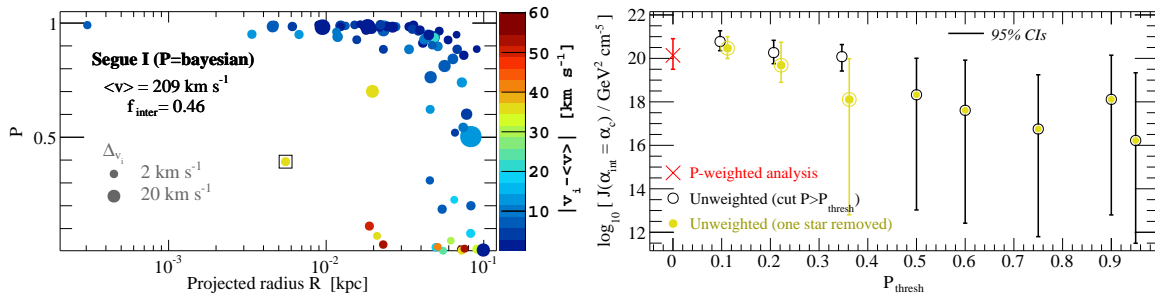 1
0.5
P
Segue I (P=bayesian)
<v> = 209 km s⁻¹
f_inter = 0.46
Δ_v_i
2 km s⁻¹
20 km s⁻¹
10⁻³
10⁻²
10⁻¹
Projected radius R [kpc]
60
50
40
30
20
10
|v_i-<v>| [km s⁻¹]
log₁₀ [ J(α_int = α_c) / GeV² cm⁻⁵ ]
22
20
18
16
14
12
95% CIs
P-weighted analysis
Unweighted (cut P>P_thresh)
Unweighted (one star removed)
0 0.1 0.2 0.3 0.4 0.5 0.6 0.7 0.8 0.9
P_thresh